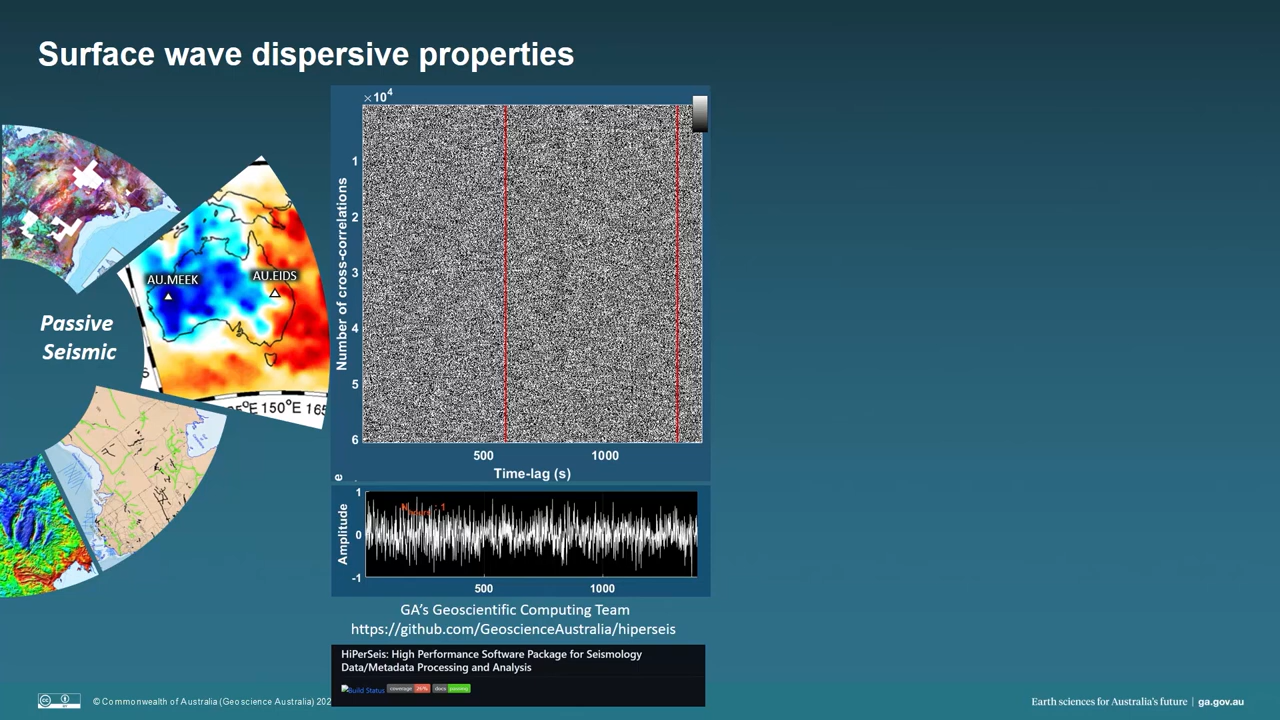 Surface wave dispersive properties
×10⁴
1
2
3
4
5
6
Number of cross-correlations
500 1000
Time-lag (s)
AU.MEEK
AU.EIDS
Passive
Seismic
°E 150°E 165
e
1
0
-1
Amplitude
: 1
500 1000
GA's Geoscientific Computing Team
https://github.com/GeoscienceAustralia/hiperseis
HiPerSeis: High Performance Software Package for Seismology
Data/Metadata Processing and Analysis
Build Status coverage docs passing
© Commonwealth of Australia (Geoscience Australia) 202
Earth sciences for Australia's future | ga.gov.au